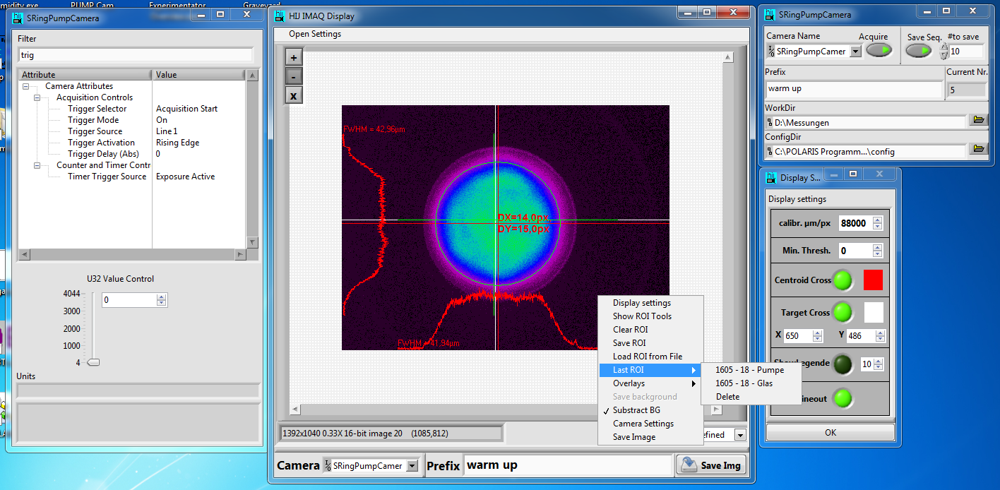 PUMP Cam
Experimentator
SRingPumpCamera
Filter
trig
Attribute Value
Camera Attributes
Acquisition Controls
Trigger Selector Acquisition Start
Trigger Mode On
Trigger Source Line 1
Trigger Activation Rising Edge
Trigger Delay (Abs) 0
Counter and Timer Contr
Timer Trigger Source Exposure Active
U32 Value Control
4044
0
3000
2000
1000
4
Units
HIJ IMAQ Display
Open Settings
+
-
x
FWHM = 42,96µm
DX=14,0px
DY=15,0px
FWHM = 41,94µm
Display settings
Show ROI Tools
Clear ROI
Save ROI
Load ROI from File
Last ROI
Overlays
Save background
Substract BG
Camera Settings
Save Image
1605 - 18 - Pumpe
1605 - 18 - Glas
Delete
1392x1040 0.33X 16-bit image 20 (1085,812)
efined
Camera SRingPumpCamer Prefix warm up Save Img
SRingPumpCamera
Camera Name Acquire Save Seq. #to save
SRingPumpCamer 10
Prefix Current Nr.
warm up 5
WorkDir
D:\Messungen
ConfigDir
C:\POLARIS Programm...\config
Display S...
Display settings
calibr. µm/px 88000
Min. Thresh. 0
Centroid Cross
Target Cross
X 650 Y 486
egende 10
meout
OK